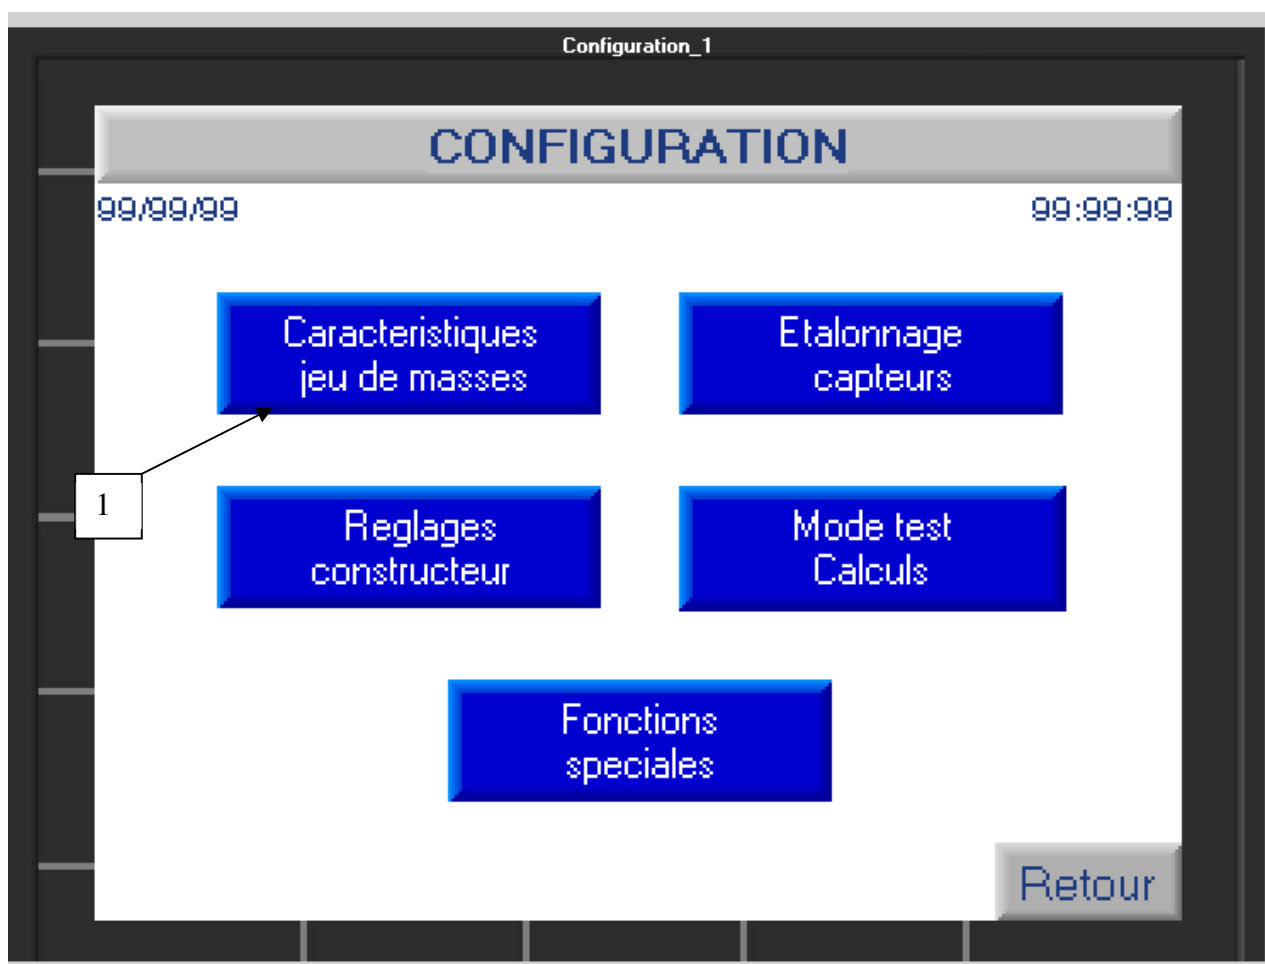 Configuration_1
CONFIGURATION
99/99/99 99:99:99
Caracteristiques
jeu de masses
Etalonnage
capteurs
1
Reglages
constructeur
Mode test
Calculs
Fonctions
speciales
Retour